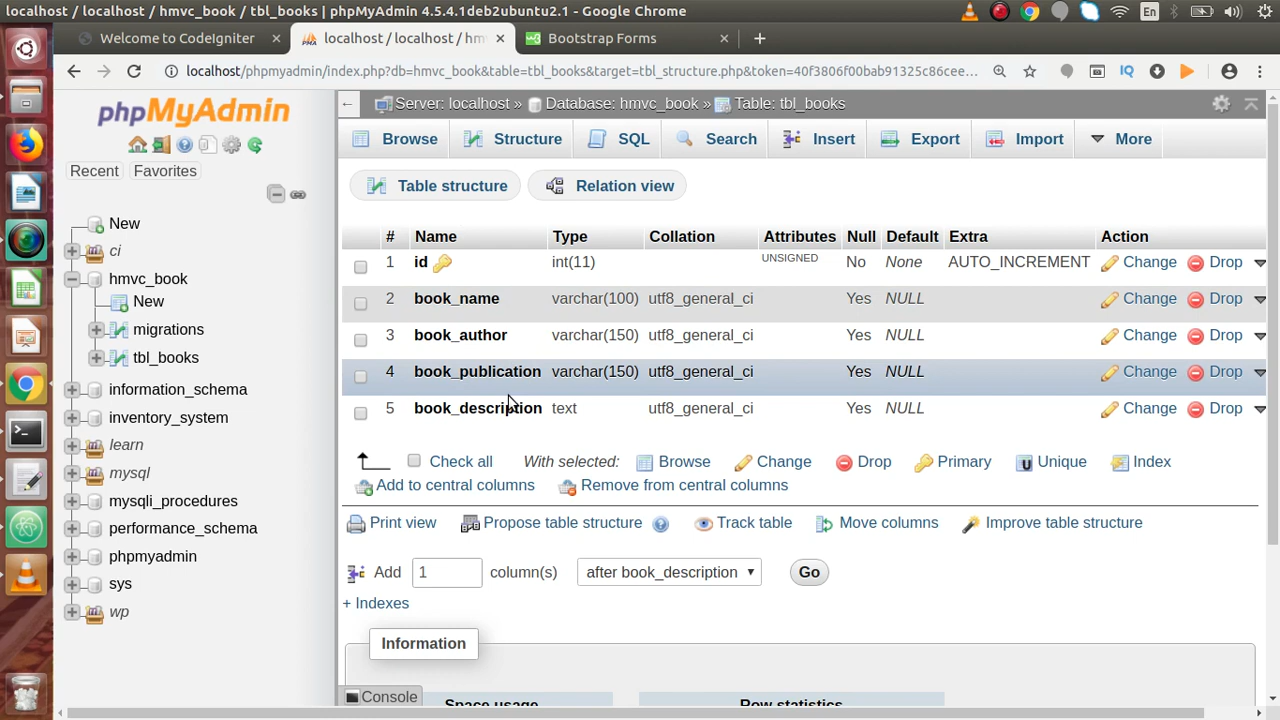 localhost / localhost / hmvc_book / tbl_books | phpMyAdmin 4.5.4.1deb2ubuntu2.1 - Google Chrome
En
Welcome to CodeIgniter × localhost / localhost / hm × Bootstrap Forms × +
localhost/phpmyadmin/index.php?db=hmvc_book&table=tbl_books&target=tbl_structure.php&token=40f3806f00bab91325c86cee...
IQ
phpMyAdmin
Recent Favorites
New
ci
hmvc_book
New
migrations
tbl_books
information_schema
inventory_system
learn
mysql
mysqli_procedures
performance_schema
phpmyadmin
sys
wp
Server: localhost » Database: hmvc_book » Table: tbl_books
Browse Structure SQL Search Insert Export Import More
Table structure Relation view
# Name Type Collation Attributes Null Default Extra Action
1 id int(11) UNSIGNED No None AUTO_INCREMENT Change Drop
2 book_name varchar(100) utf8_general_ci Yes NULL Change Drop
3 book_author varchar(150) utf8_general_ci Yes NULL Change Drop
4 book_publication varchar(150) utf8_general_ci Yes NULL Change Drop
5 book_description text utf8_general_ci Yes NULL Change Drop
Check all With selected: Browse Change Drop Primary Unique Index
Add to central columns Remove from central columns
Print view Propose table structure Track table Move columns Improve table structure
Add 1 column(s) after book_description Go
+ Indexes
Information
Console
Space usage Row statistics